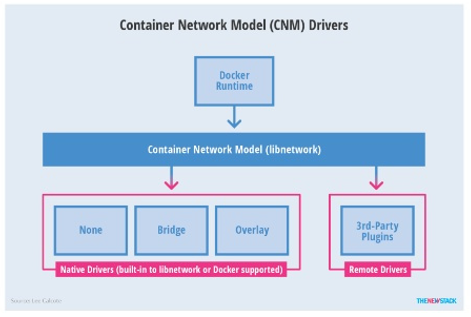 Container Network Model (CNM) Drivers
Docker
Runtime
Container Network Model (libnetwork)
None
Bridge
Overlay
3rd-Party
Plugins
Native Drivers (built-in to libnetwork or Docker supported)
Remote Drivers
Source: Lee Calcote
THENEWSTACK